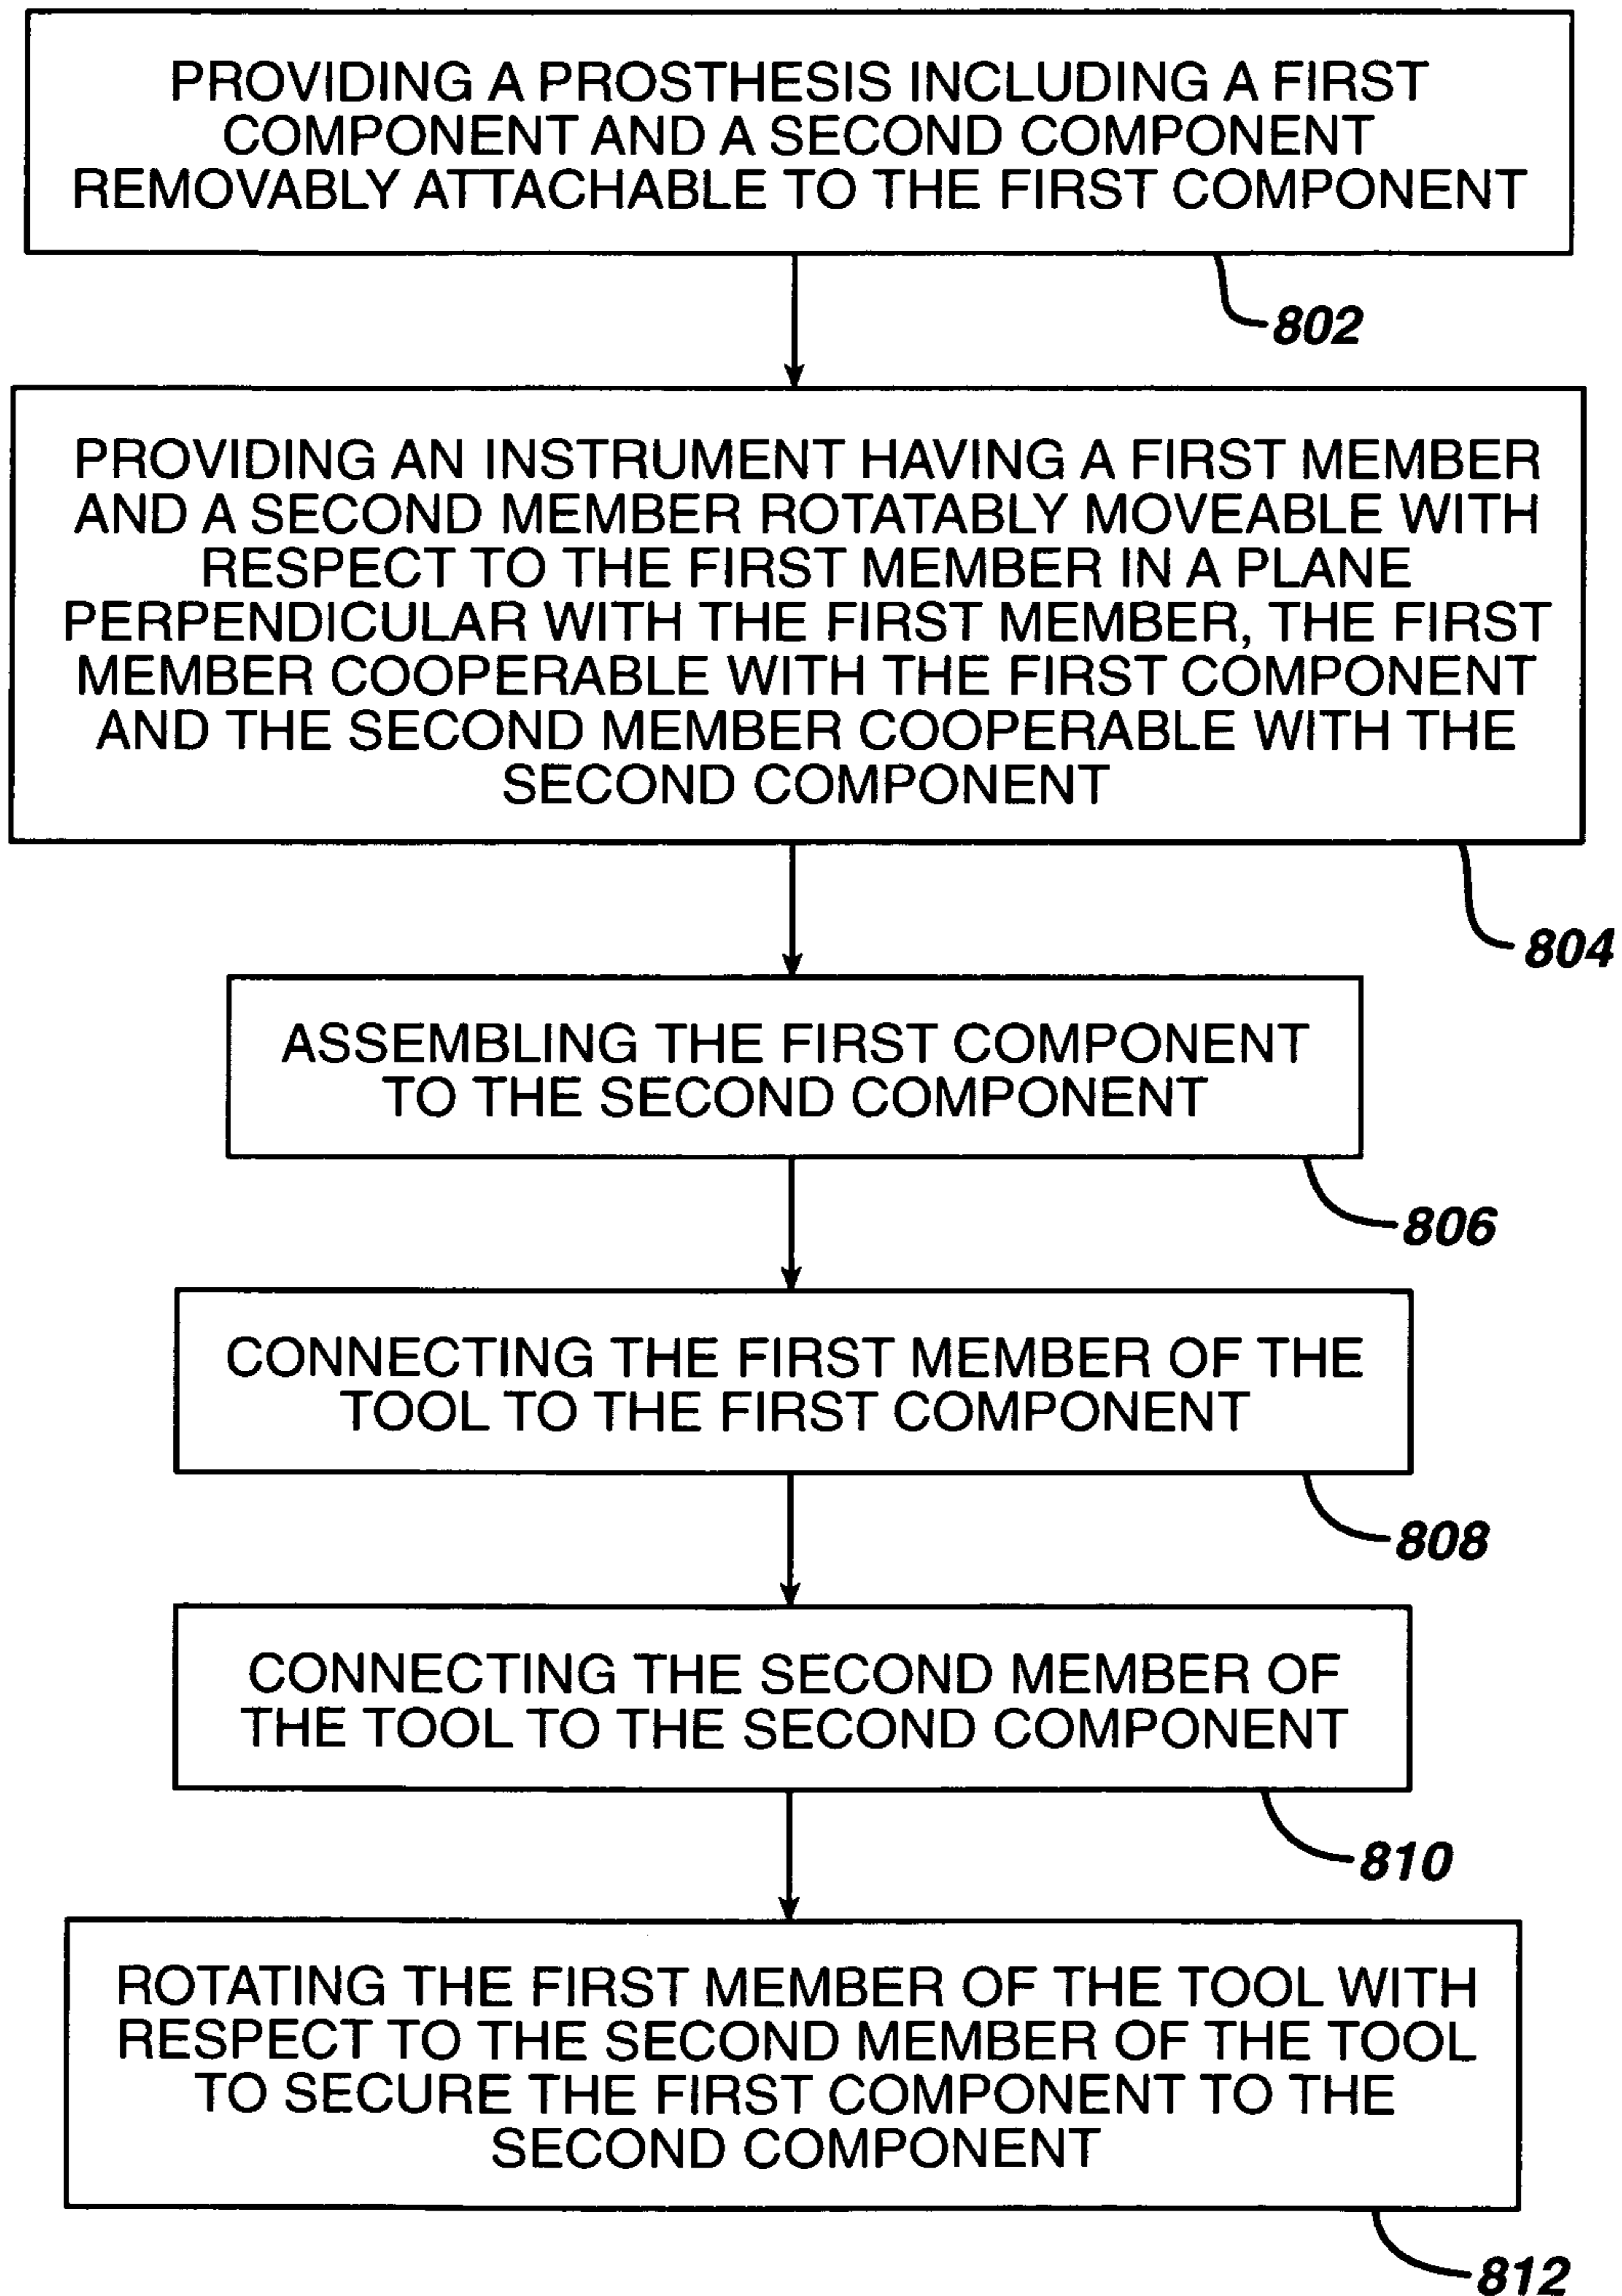 PROVIDING A PROSTHESIS INCLUDING A FIRST
COMPONENT AND A SECOND COMPONENT
REMOVABLY ATTACHABLE TO THE FIRST COMPONENT
802
PROVIDING AN INSTRUMENT HAVING A FIRST MEMBER
AND A SECOND MEMBER ROTATABLY MOVEABLE WITH
RESPECT TO THE FIRST MEMBER IN A PLANE
PERPENDICULAR WITH THE FIRST MEMBER, THE FIRST
MEMBER COOPERABLE WITH THE FIRST COMPONENT
AND THE SECOND MEMBER COOPERABLE WITH THE
SECOND COMPONENT
804
ASSEMBLING THE FIRST COMPONENT
TO THE SECOND COMPONENT
806
CONNECTING THE FIRST MEMBER OF THE
TOOL TO THE FIRST COMPONENT
808
CONNECTING THE SECOND MEMBER OF
THE TOOL TO THE SECOND COMPONENT
810
ROTATING THE FIRST MEMBER OF THE TOOL WITH
RESPECT TO THE SECOND MEMBER OF THE TOOL
TO SECURE THE FIRST COMPONENT TO THE
SECOND COMPONENT
812